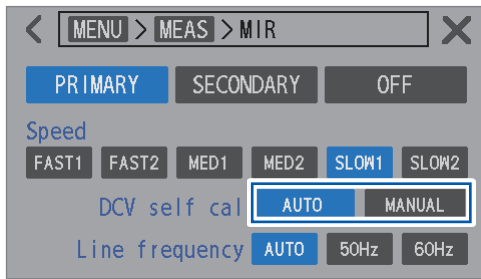 MENU > MEAS > MIR
PRIMARY SECONDARY OFF
Speed
FAST1 FAST2 MED1 MED2 SLOW1 SLOW2
DCV self cal AUTO MANUAL
Line frequency AUTO 50Hz 60Hz